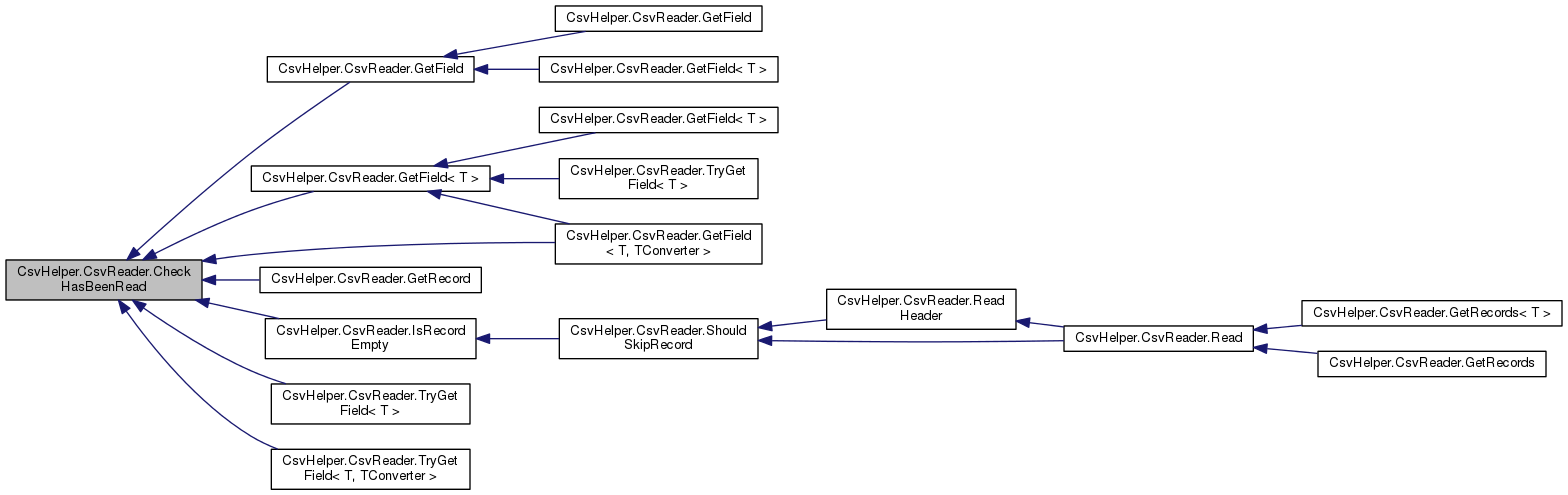 CsvHelper.CsvReader.GetField
CsvHelper.CsvReader.GetField
CsvHelper.CsvReader.GetField< T >
CsvHelper.CsvReader.GetField< T >
CsvHelper.CsvReader.TryGet
Field< T >
CsvHelper.CsvReader.GetField< T >
CsvHelper.CsvReader.GetField
< T, TConverter >
CsvHelper.CsvReader.Check
HasBeenRead
CsvHelper.CsvReader.GetRecord
CsvHelper.CsvReader.IsRecord
Empty
CsvHelper.CsvReader.Should
SkipRecord
CsvHelper.CsvReader.Read
Header
CsvHelper.CsvReader.Read
CsvHelper.CsvReader.GetRecords< T >
CsvHelper.CsvReader.GetRecords
CsvHelper.CsvReader.TryGet
Field< T >
CsvHelper.CsvReader.TryGet
Field< T, TConverter >